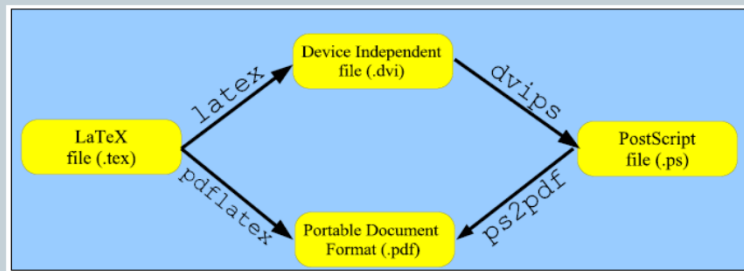 Device Independent
file (.dvi)
latex
dvips
LaTeX
file (.tex)
PostScript
file (.ps)
pdflatex
ps2pdf
Portable Document
Format (.pdf)